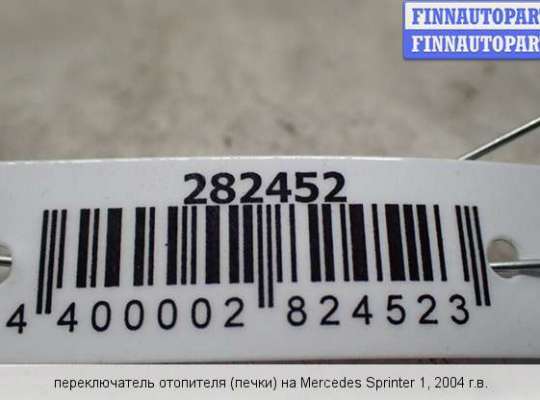 FINNAUTOPAR
FINNAUTOPAR
282452
4 400002 824523
переключатель отопителя (печки) на Mercedes Sprinter 1, 2004 г.в.